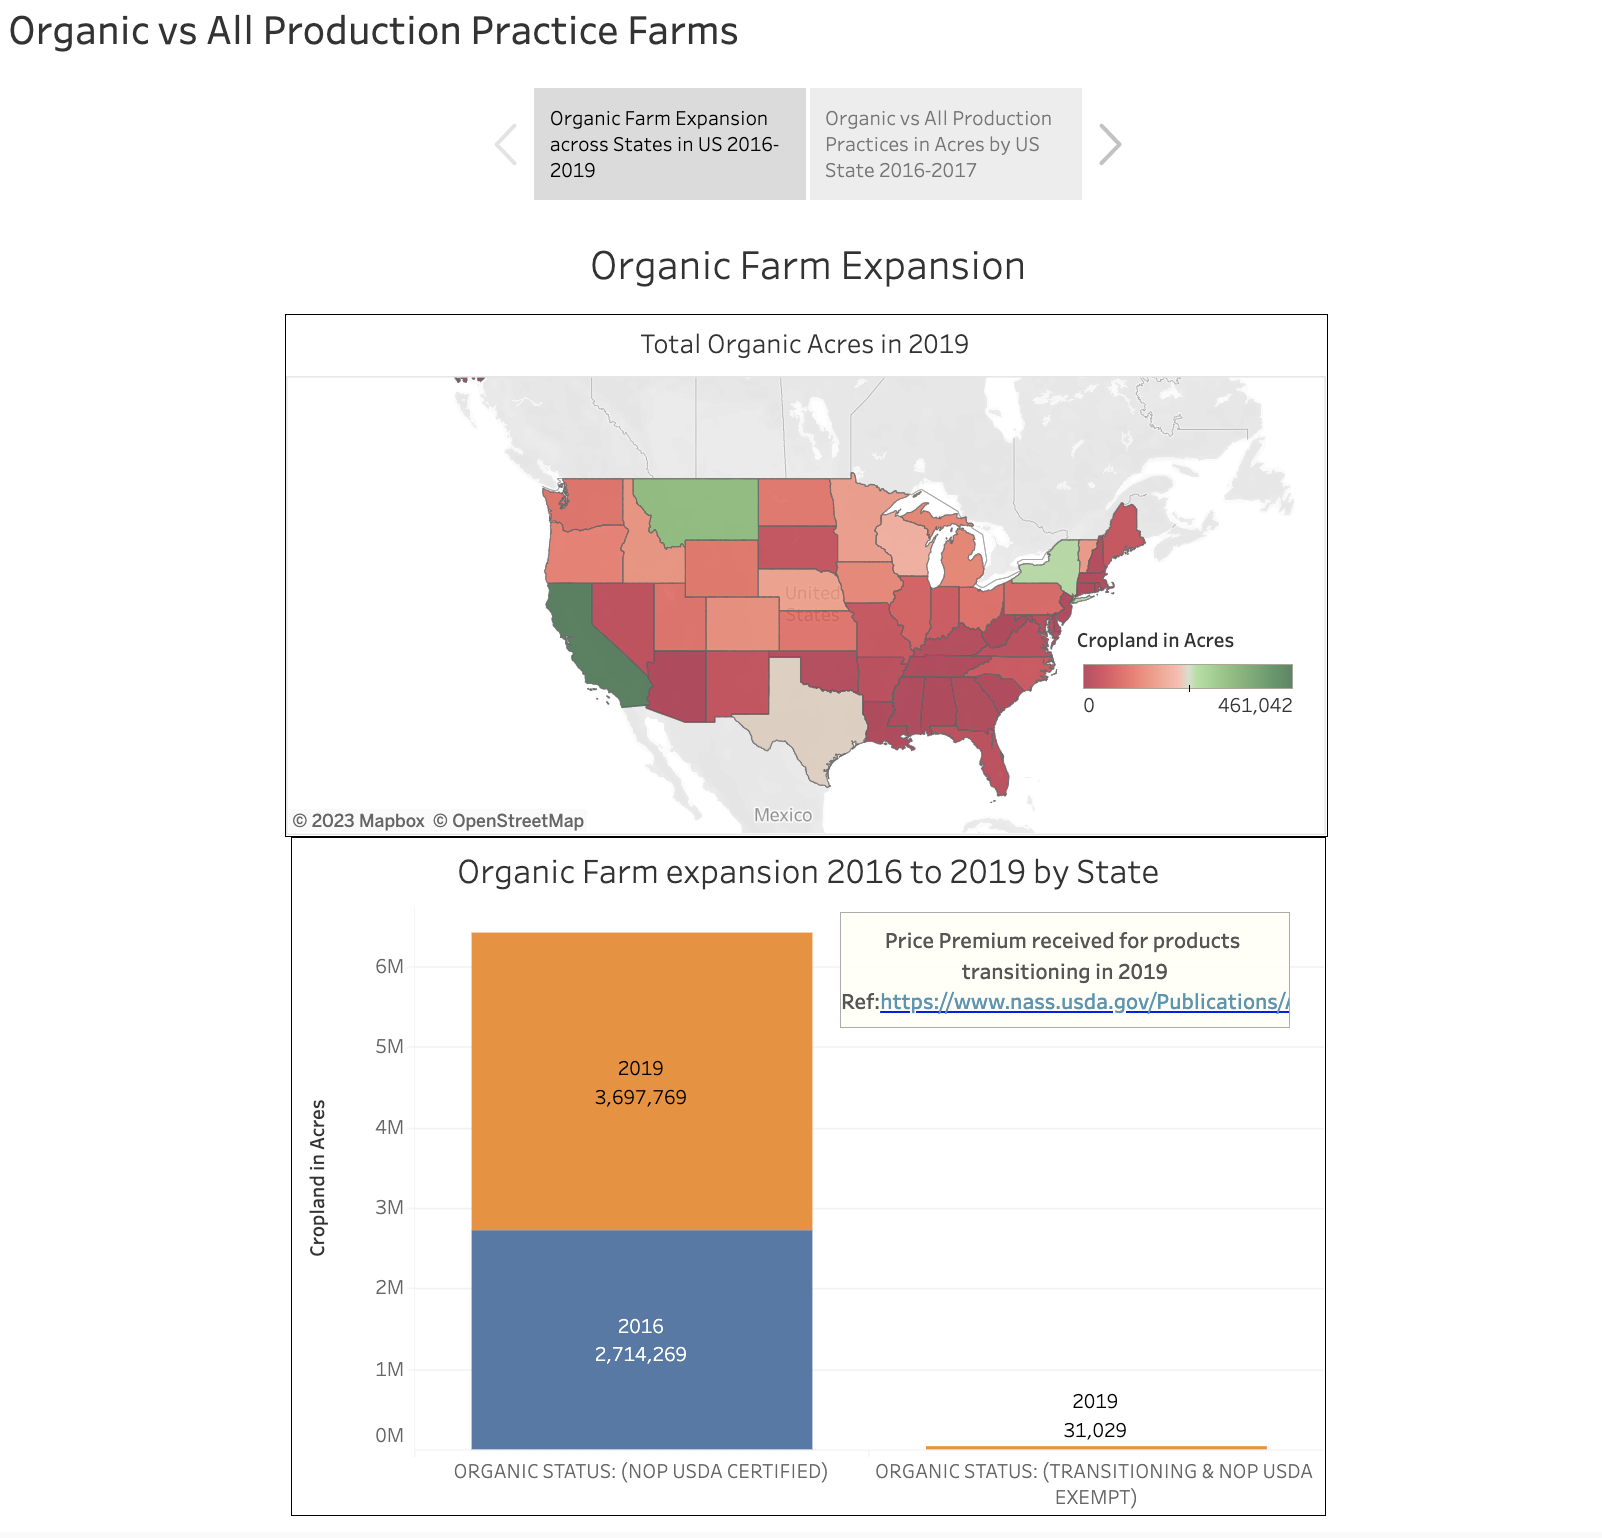 Organic vs All Production Practice Farms
Organic Farm Expansion
across States in US 2016-
2019
Organic vs All Production
Practices in Acres by US
State 2016-2017
Organic Farm Expansion
Total Organic Acres in 2019
United
States
Cropland in Acres
0
461,042
Mexico
© 2023 Mapbox © OpenStreetMap
Organic Farm expansion 2016 to 2019 by State
Price Premium received for products
transitioning in 2019
Ref:https://www.nass.usda.gov/Publications/
6M
5M
4M
3M
2M
1M
0M
Cropland in Acres
2019
3,697,769
2016
2,714,269
2019
31,029
ORGANIC STATUS: (NOP USDA CERTIFIED)
ORGANIC STATUS: (TRANSITIONING & NOP USDA
EXEMPT)